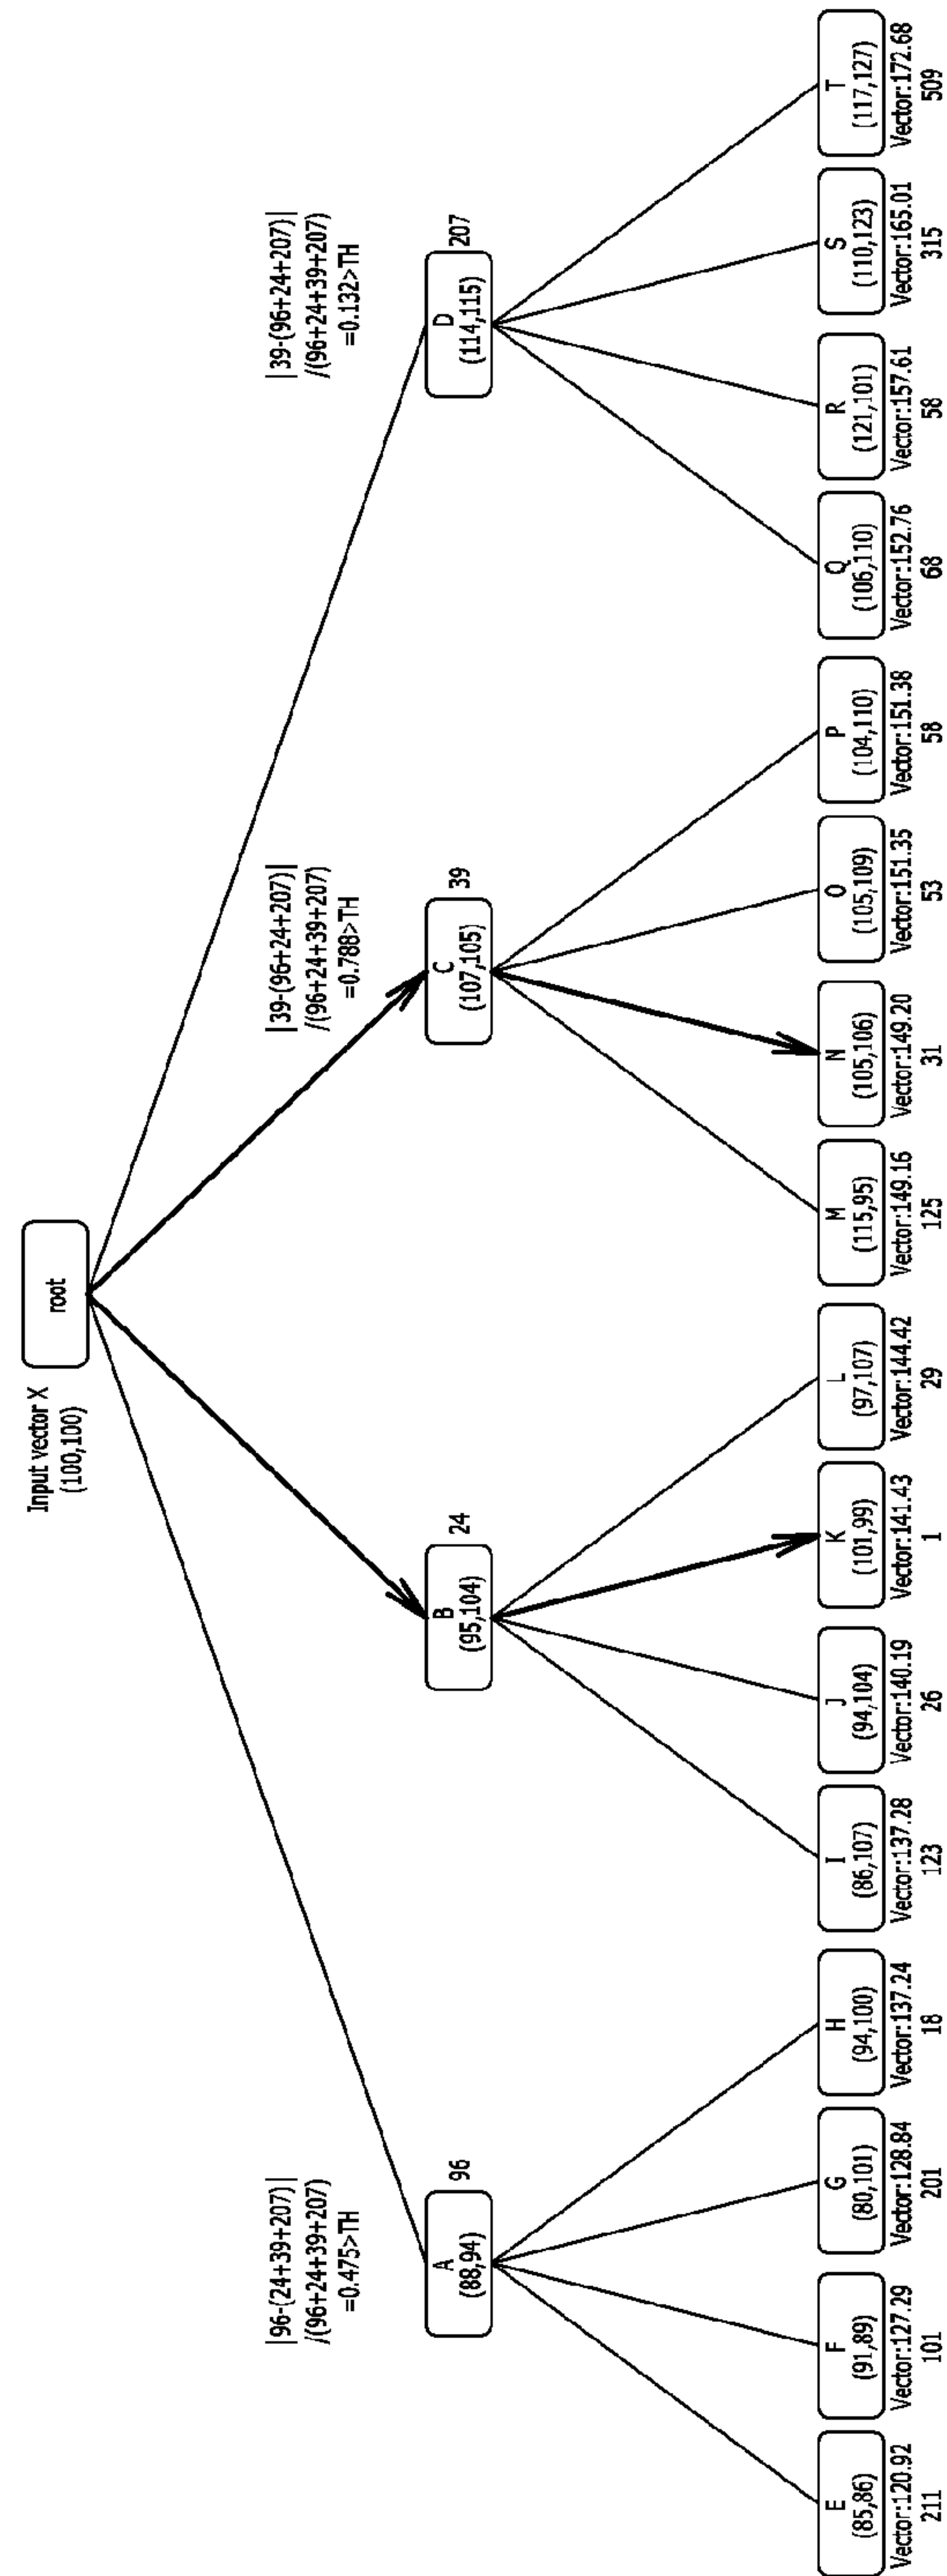 Input vector X
(100,100)
root
|96-(24+39+207)|
/(96+24+39+207)
=0.475>TH
|39-(96+24+207)|
/(96+24+39+207)
=0.788>TH
|39-(96+24+207)|
/(96+24+39+207)
=0.132>TH
A
(88,94)
96
B
(95,104)
24
C
(107,105)
39
D
(114,115)
207
E
(85,86)
Vector:120.92
211
F
(91,89)
Vector:127.29
101
G
(80,101)
Vector:128.84
201
H
(94,100)
Vector:137.24
18
I
(86,107)
Vector:137.28
123
J
(94,104)
Vector:140.19
26
K
(101,99)
Vector:141.43
1
L
(97,107)
Vector:144.42
29
M
(115,95)
Vector:149.16
125
N
(105,106)
Vector:149.20
31
O
(105,109)
Vector:151.35
53
P
(104,110)
Vector:151.38
58
Q
(106,110)
Vector:152.76
68
R
(121,101)
Vector:157.61
58
S
(110,123)
Vector:165.01
315
T
(117,127)
Vector:172.68
509